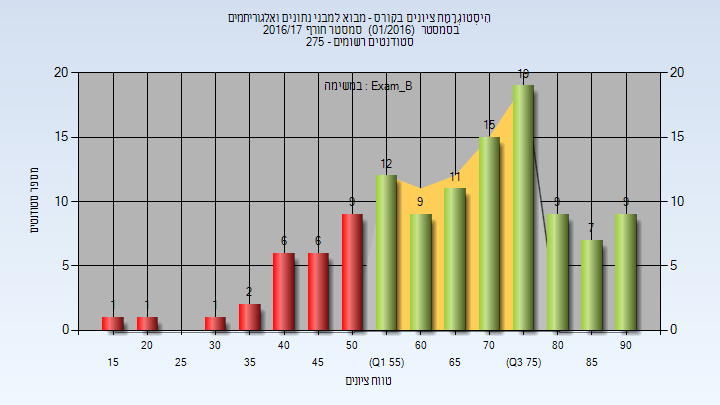 היסטוגרמת ציונים בקורס - מבוא למבני נתונים ואלגוריתמים
בסמסטר (01/2016) סמסטר חורף 2016/17
סטודנטים רשומים - 275
במשימה : Exam_B
מספר סטודנטים
20 20
15 15
10 10
5 5
0 0
1 1 1 2 6 6 9 12 9 11 15 19 9 7 9
20 30 40 50 60 70 80 90
15 25 35 45 (Q1 55) 65 (Q3 75) 85
טווח ציונים